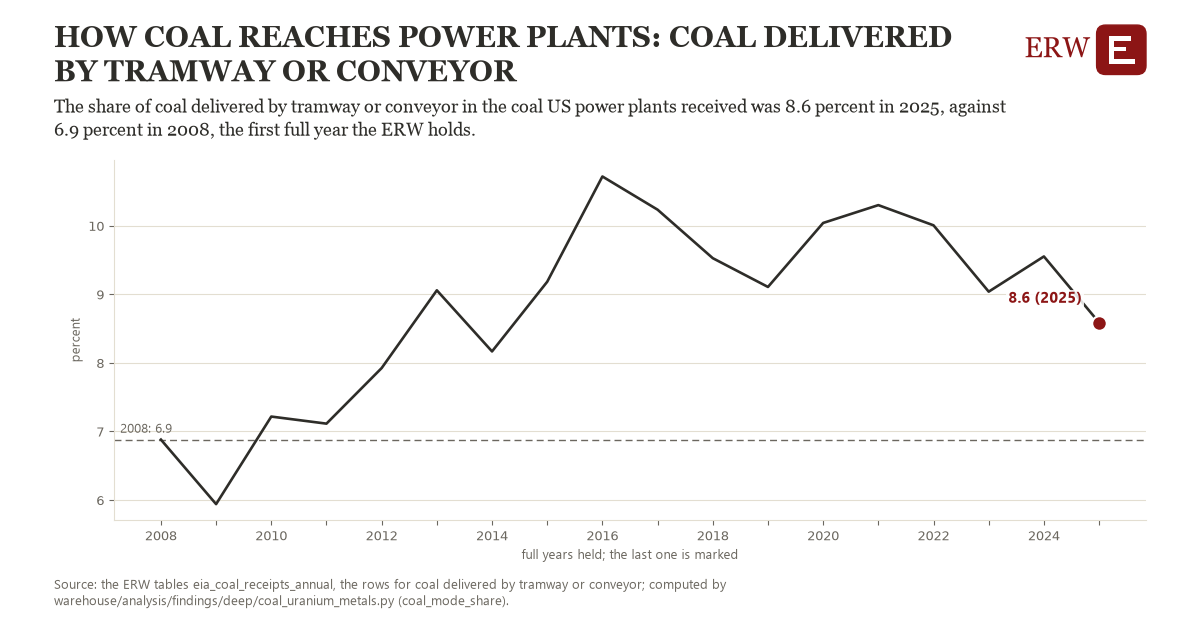 HOW COAL REACHES POWER PLANTS: COAL DELIVERED
BY TRAMWAY OR CONVEYOR
ERW E
The share of coal delivered by tramway or conveyor in the coal US power plants received was 8.6 percent in 2025, against
6.9 percent in 2008, the first full year the ERW holds.
10
9
8
7
6
percent
2008: 6.9
8.6 (2025)
2008 2010 2012 2014 2016 2018 2020 2022 2024
full years held; the last one is marked
Source: the ERW tables eia_coal_receipts_annual, the rows for coal delivered by tramway or conveyor; computed by
warehouse/analysis/findings/deep/coal_uranium_metals.py (coal_mode_share).